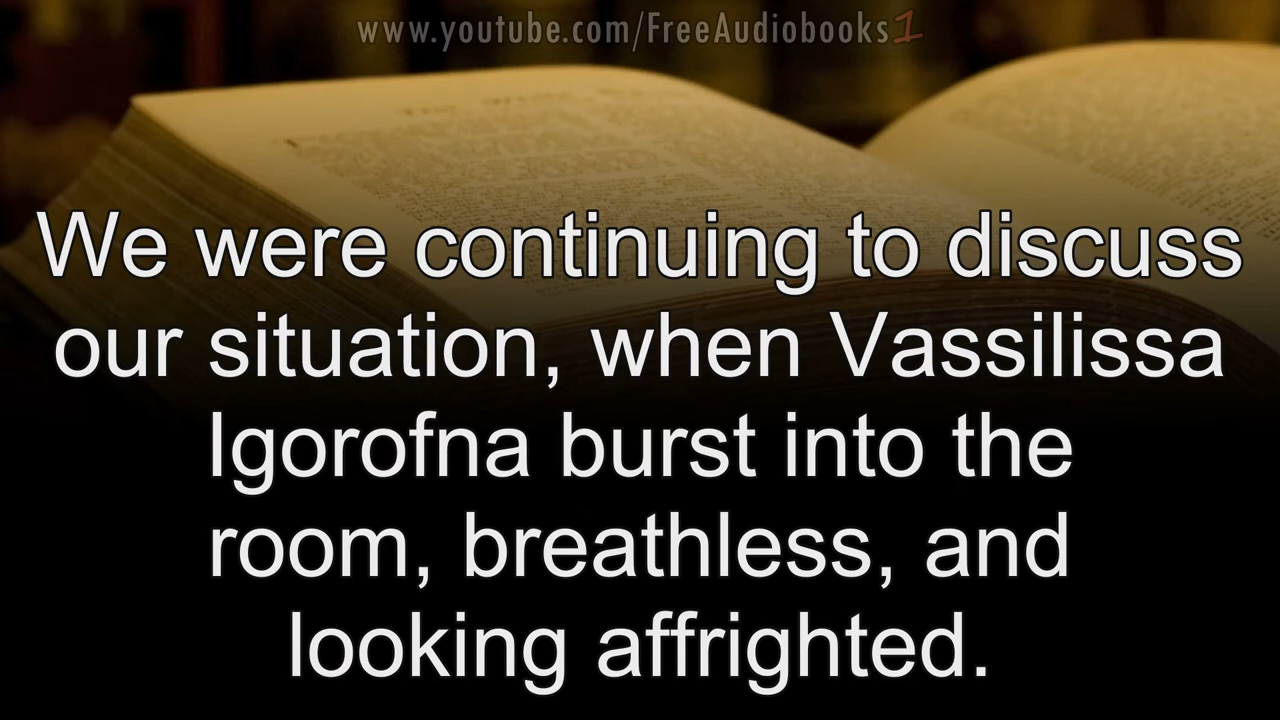 www.youtube.com/FreeAudiobooks1
We were continuing to discuss
our situation, when Vassilissa
Igorofna burst into the
room, breathless, and
looking affrighted.